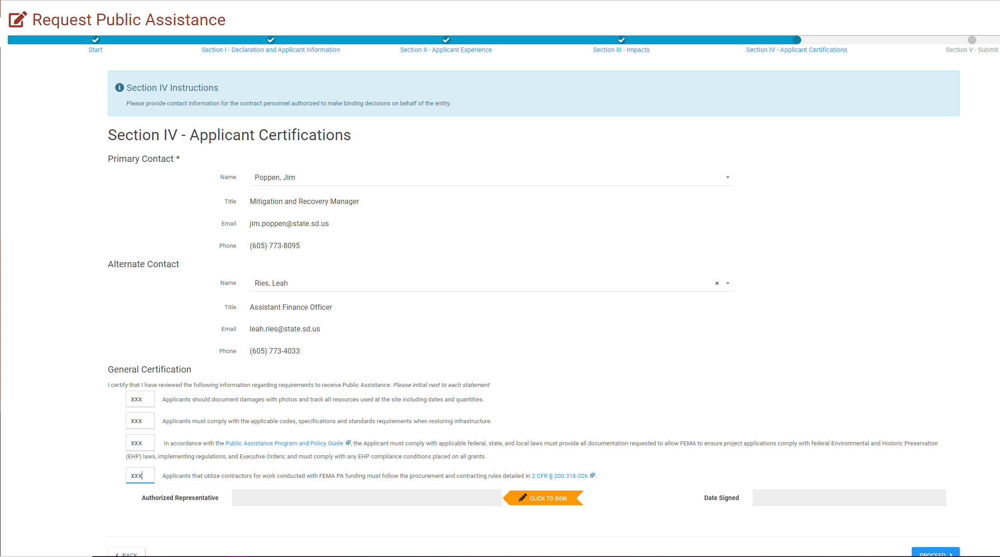 Request Public Assistance
Start
Section I - Declaration and Applicant Information
Section II - Applicant Experience
Section III - Impacts
Section IV - Applicant Certifications
Section V - Submit
Section IV Instructions
Please provide contact information for the contract personnel authorized to make binding decisions on behalf of the entity.
Section IV - Applicant Certifications
Primary Contact *
Name Poppen, Jim
Title Mitigation and Recovery Manager
Email jim.poppen@state.sd.us
Phone (605) 773-8095
Alternate Contact
Name Ries, Leah ×
Title Assistant Finance Officer
Email leah.ries@state.sd.us
Phone (605) 773-4033
General Certification
I certify that I have reviewed the following information regarding requirements to receive Public Assistance: Please initial next to each statement
XXX Applicants should document damages with photos and track all resources used at the site including dates and quantities.
XXX Applicants must comply with the applicable codes, specifications and standards requirements when restoring infrastructure.
XXX In accordance with the Public Assistance Program and Policy Guide, the Applicant must comply with applicable federal, state, and local laws must provide all documentation requested to allow FEMA to ensure project applications comply with federal Environmental and Historic Preservation
(EHP) laws, implementing regulations, and Executive Orders; and must comply with any EHP compliance conditions placed on all grants.
XXX Applicants that utilize contractors for work conducted with FEMA PA funding must follow the procurement and contracting rules detailed in 2 CFR § 200.318-326.
Authorized Representative CLICK TO SIGN Date Signed
BACK PROCEED